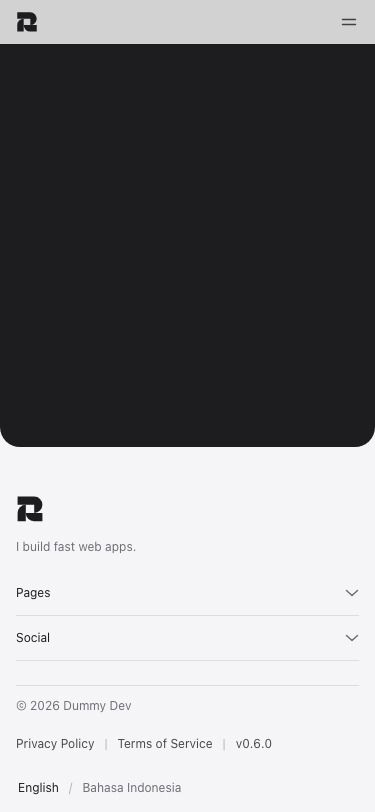 I build fast web apps.
Pages
Social
© 2026 Dummy Dev
Privacy Policy | Terms of Service | v0.6.0
English / Bahasa Indonesia